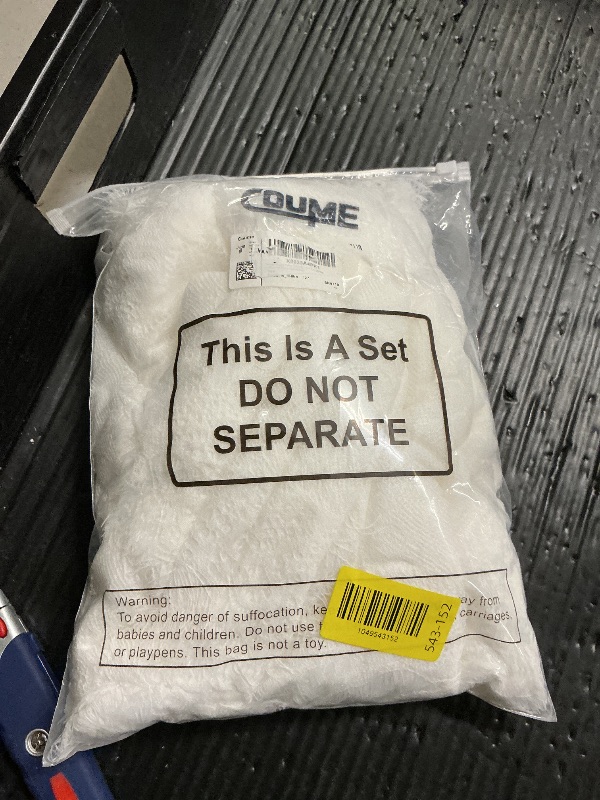 COUME
This Is A Set
DO NOT
SEPARATE
Warning:
To avoid danger of suffocation, ke ay from
babies and children. Do not use carriages
or playpens. This bag is not a toy.
1049543152
543-152